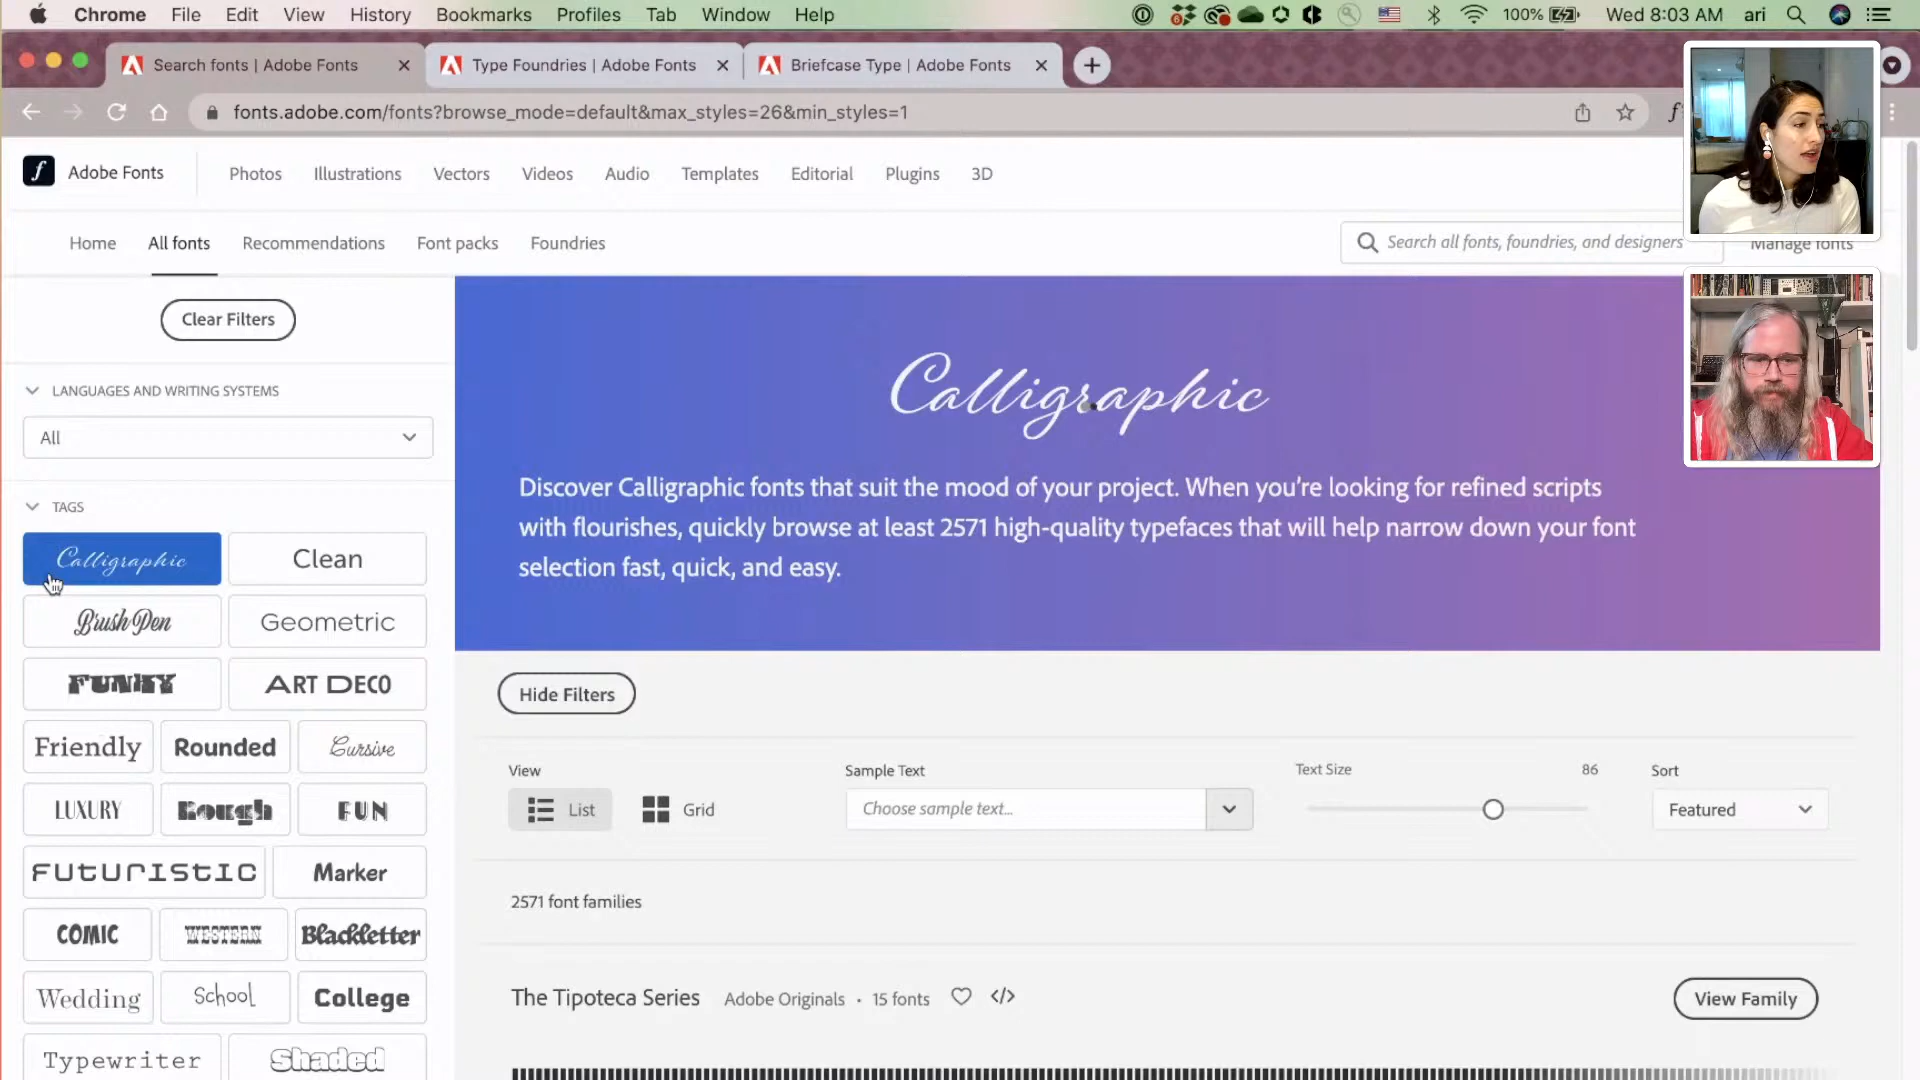 Chrome File Edit View History Bookmarks Profiles Tab Window Help 100% Wed 8:03 AM ari
Search fonts | Adobe Fonts
Type Foundries | Adobe Fonts
Briefcase Type | Adobe Fonts
fonts.adobe.com/fonts?browse_mode=default&max_styles=26&min_styles=1
Adobe Fonts Photos Illustrations Vectors Videos Audio Templates Editorial Plugins 3D
Home All fonts Recommendations Font packs Foundries Search all fonts, foundries, and designers Manage fonts
Clear Filters
LANGUAGES AND WRITING SYSTEMS
All
TAGS
Calligraphic Clean
Brush Pen Geometric
FUNKY ART DECO
Friendly Rounded Cursive
LUXURY Rough FUN
Futuristic Marker
COMIC WESTERN Blackletter
Wedding School College
Typewriter Shaded
Calligraphic
Discover Calligraphic fonts that suit the mood of your project. When you're looking for refined scripts
with flourishes, quickly browse at least 2571 high-quality typefaces that will help narrow down your font
selection fast, quick, and easy.
Hide Filters
View Sample Text Text Size 86 Sort
List Grid Choose sample text... Featured
2571 font families
The Tipoteca Series Adobe Originals • 15 fonts </> View Family